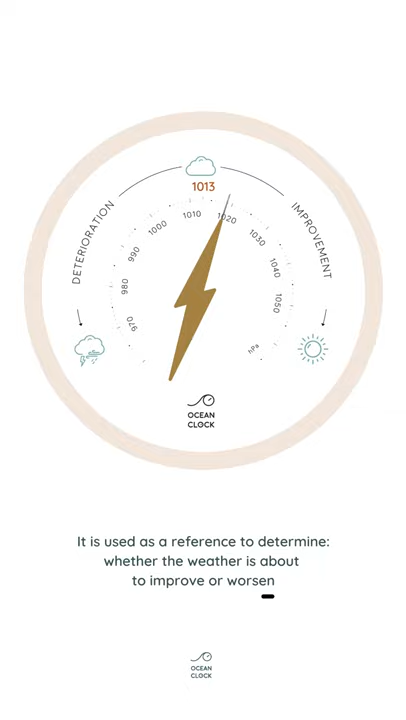 1013
DETERIORATION
IMPROVEMENT
970
980
990
1000
1010
1020
1030
1040
1050
hPa
OCEAN
CLOCK
It is used as a reference to determine:
whether the weather is about
to improve or worsen
OCEAN
CLOCK